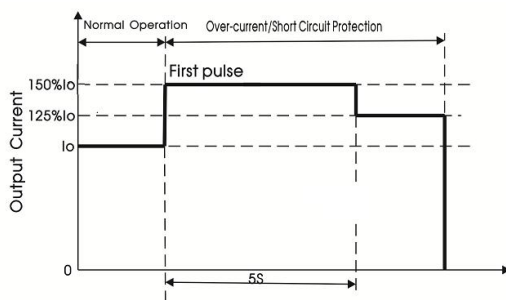 Normal Operation
Over-current/Short Circuit Protection
First pulse
150%Io
125%Io
Io
Output Current
0
5S